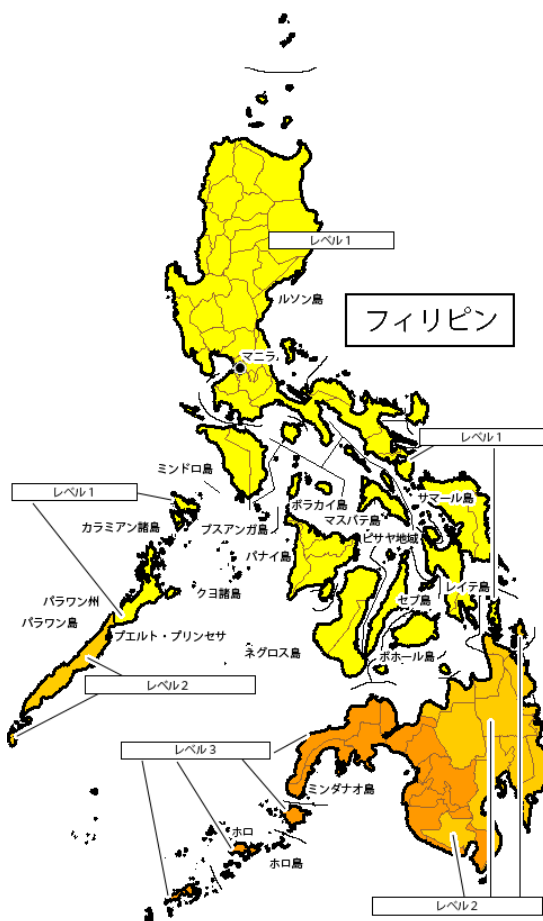 レベル1
ルソン島
フィリピン
マニラ
レベル1
ミンドロ島
レベル1
サマール島
ボラカイ島
マスバテ島
カラミアン諸島
ブスアンガ島
パナイ島
ビサヤ地域
クヨ諸島
レイテ島
パラワン州
セブ島
パラワン島
プエルト・プリンセサ
ネグロス島
ボホール島
レベル2
レベル3
ミンダナオ島
ホロ
ホロ島
レベル2